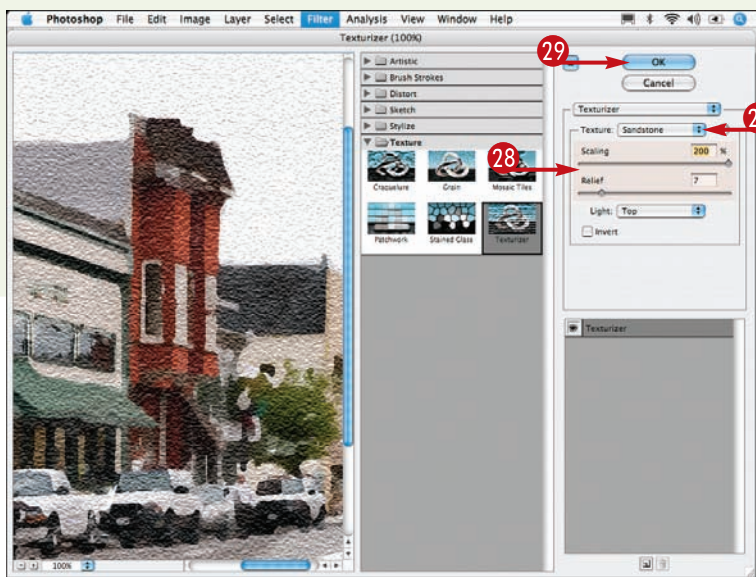 Photoshop File Edit Image Layer Select Filter Analysis View Window Help
Texturizer (100%)
Artistic
Brush Strokes
Distort
Sketch
Stylize
Texture
Craquelure Grain Mosaic Tiles
Patchwork Stained Glass Texturizer
29
OK
Cancel
Texturizer
Texture: Sandstone
2
28
Scaling 200 %
Relief 7
Light: Top
Invert
Texturizer
100%